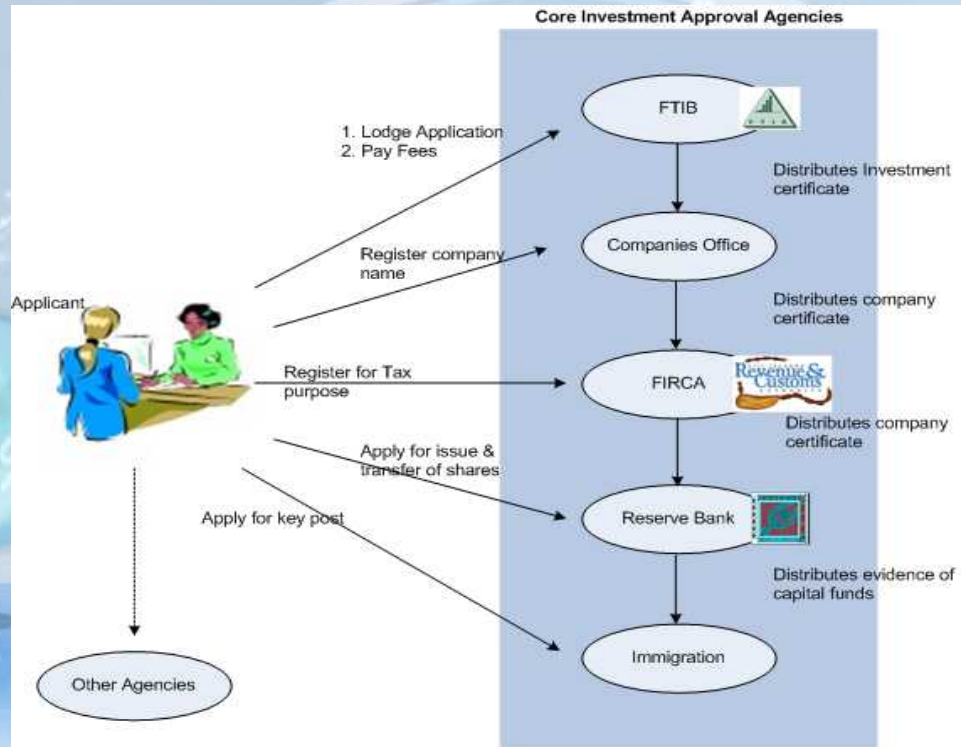 Core Investment Approval Agencies
FTIB
1. Lodge Application
2. Pay Fees
Distributes Investment
certificate
Companies Office
Register company
name
Applicant
Distributes company
certificate
Register for Tax
purpose
FIRCA
Revenue &
Customs
Distributes company
certificate
Apply for issue &
transfer of shares
Apply for key post
Reserve Bank
Distributes evidence of
capital funds
Immigration
Other Agencies